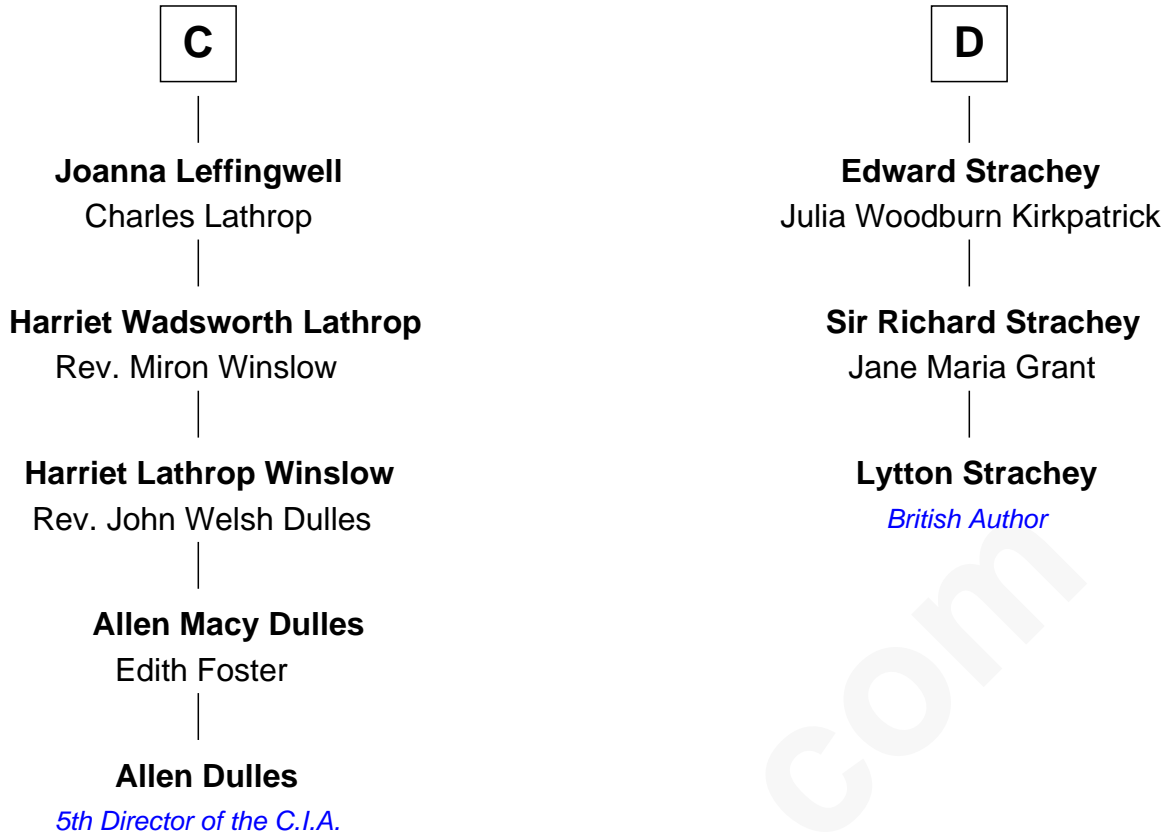 C
Joanna Leffingwell
Charles Lathrop
Harriet Wadsworth Lathrop
Rev. Miron Winslow
Harriet Lathrop Winslow
Rev. John Welsh Dulles
Allen Macy Dulles
Edith Foster
Allen Dulles
5th Director of the C.I.A.
D
Edward Strachey
Julia Woodburn Kirkpatrick
Sir Richard Strachey
Jane Maria Grant
Lytton Strachey
British Author
com